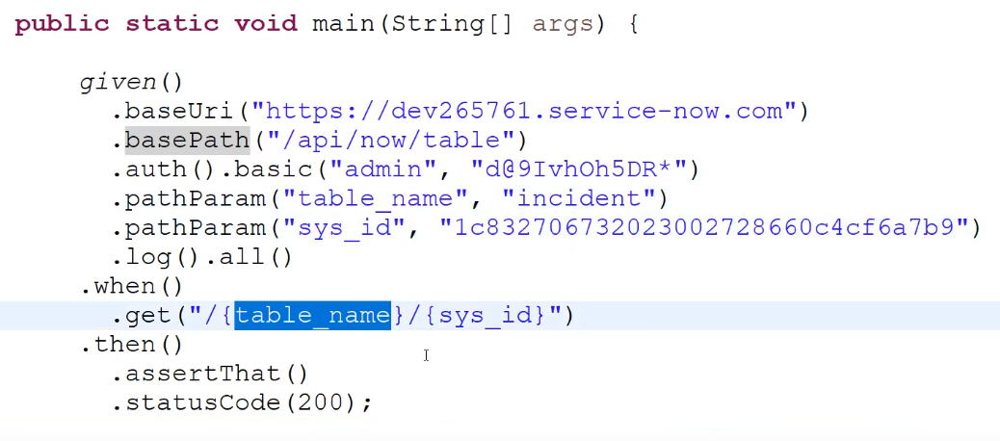 public static void main(String[] args) {
given()
.baseUri("https://dev265761.service-now.com")
.basePath("/api/now/table")
.auth().basic("admin", "d@9IvhOh5DR*")
.pathParam("table_name", "incident")
.pathParam("sys_id", "1c832706732023002728660c4cf6a7b9")
.log().all()
.when()
.get("/{table_name}/{sys_id}")
.then()
.assertThat()
.statusCode(200);